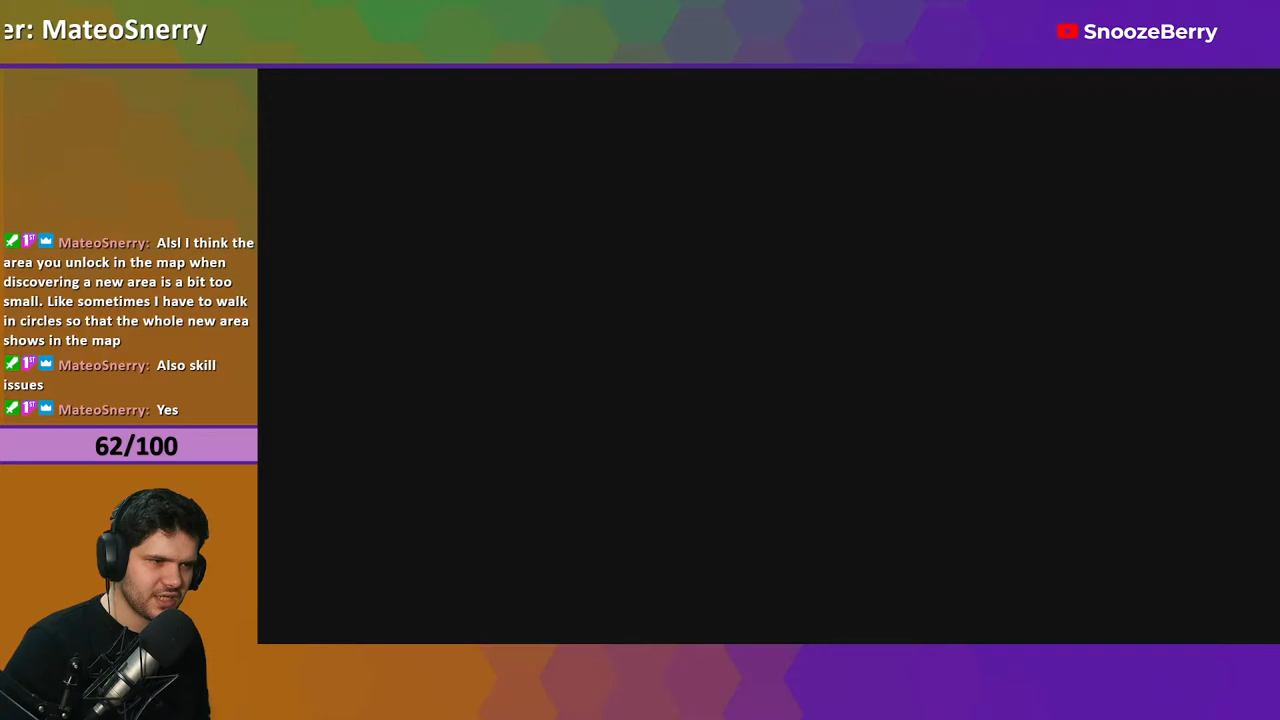 er: MateoSnerry
SnoozeBerry
MateoSnerry: Alsl I think the
area you unlock in the map when
discovering a new area is a bit too
small. Like sometimes I have to walk
in circles so that the whole new area
shows in the map
MateoSnerry: Also skill
issues
MateoSnerry: Yes
62/100